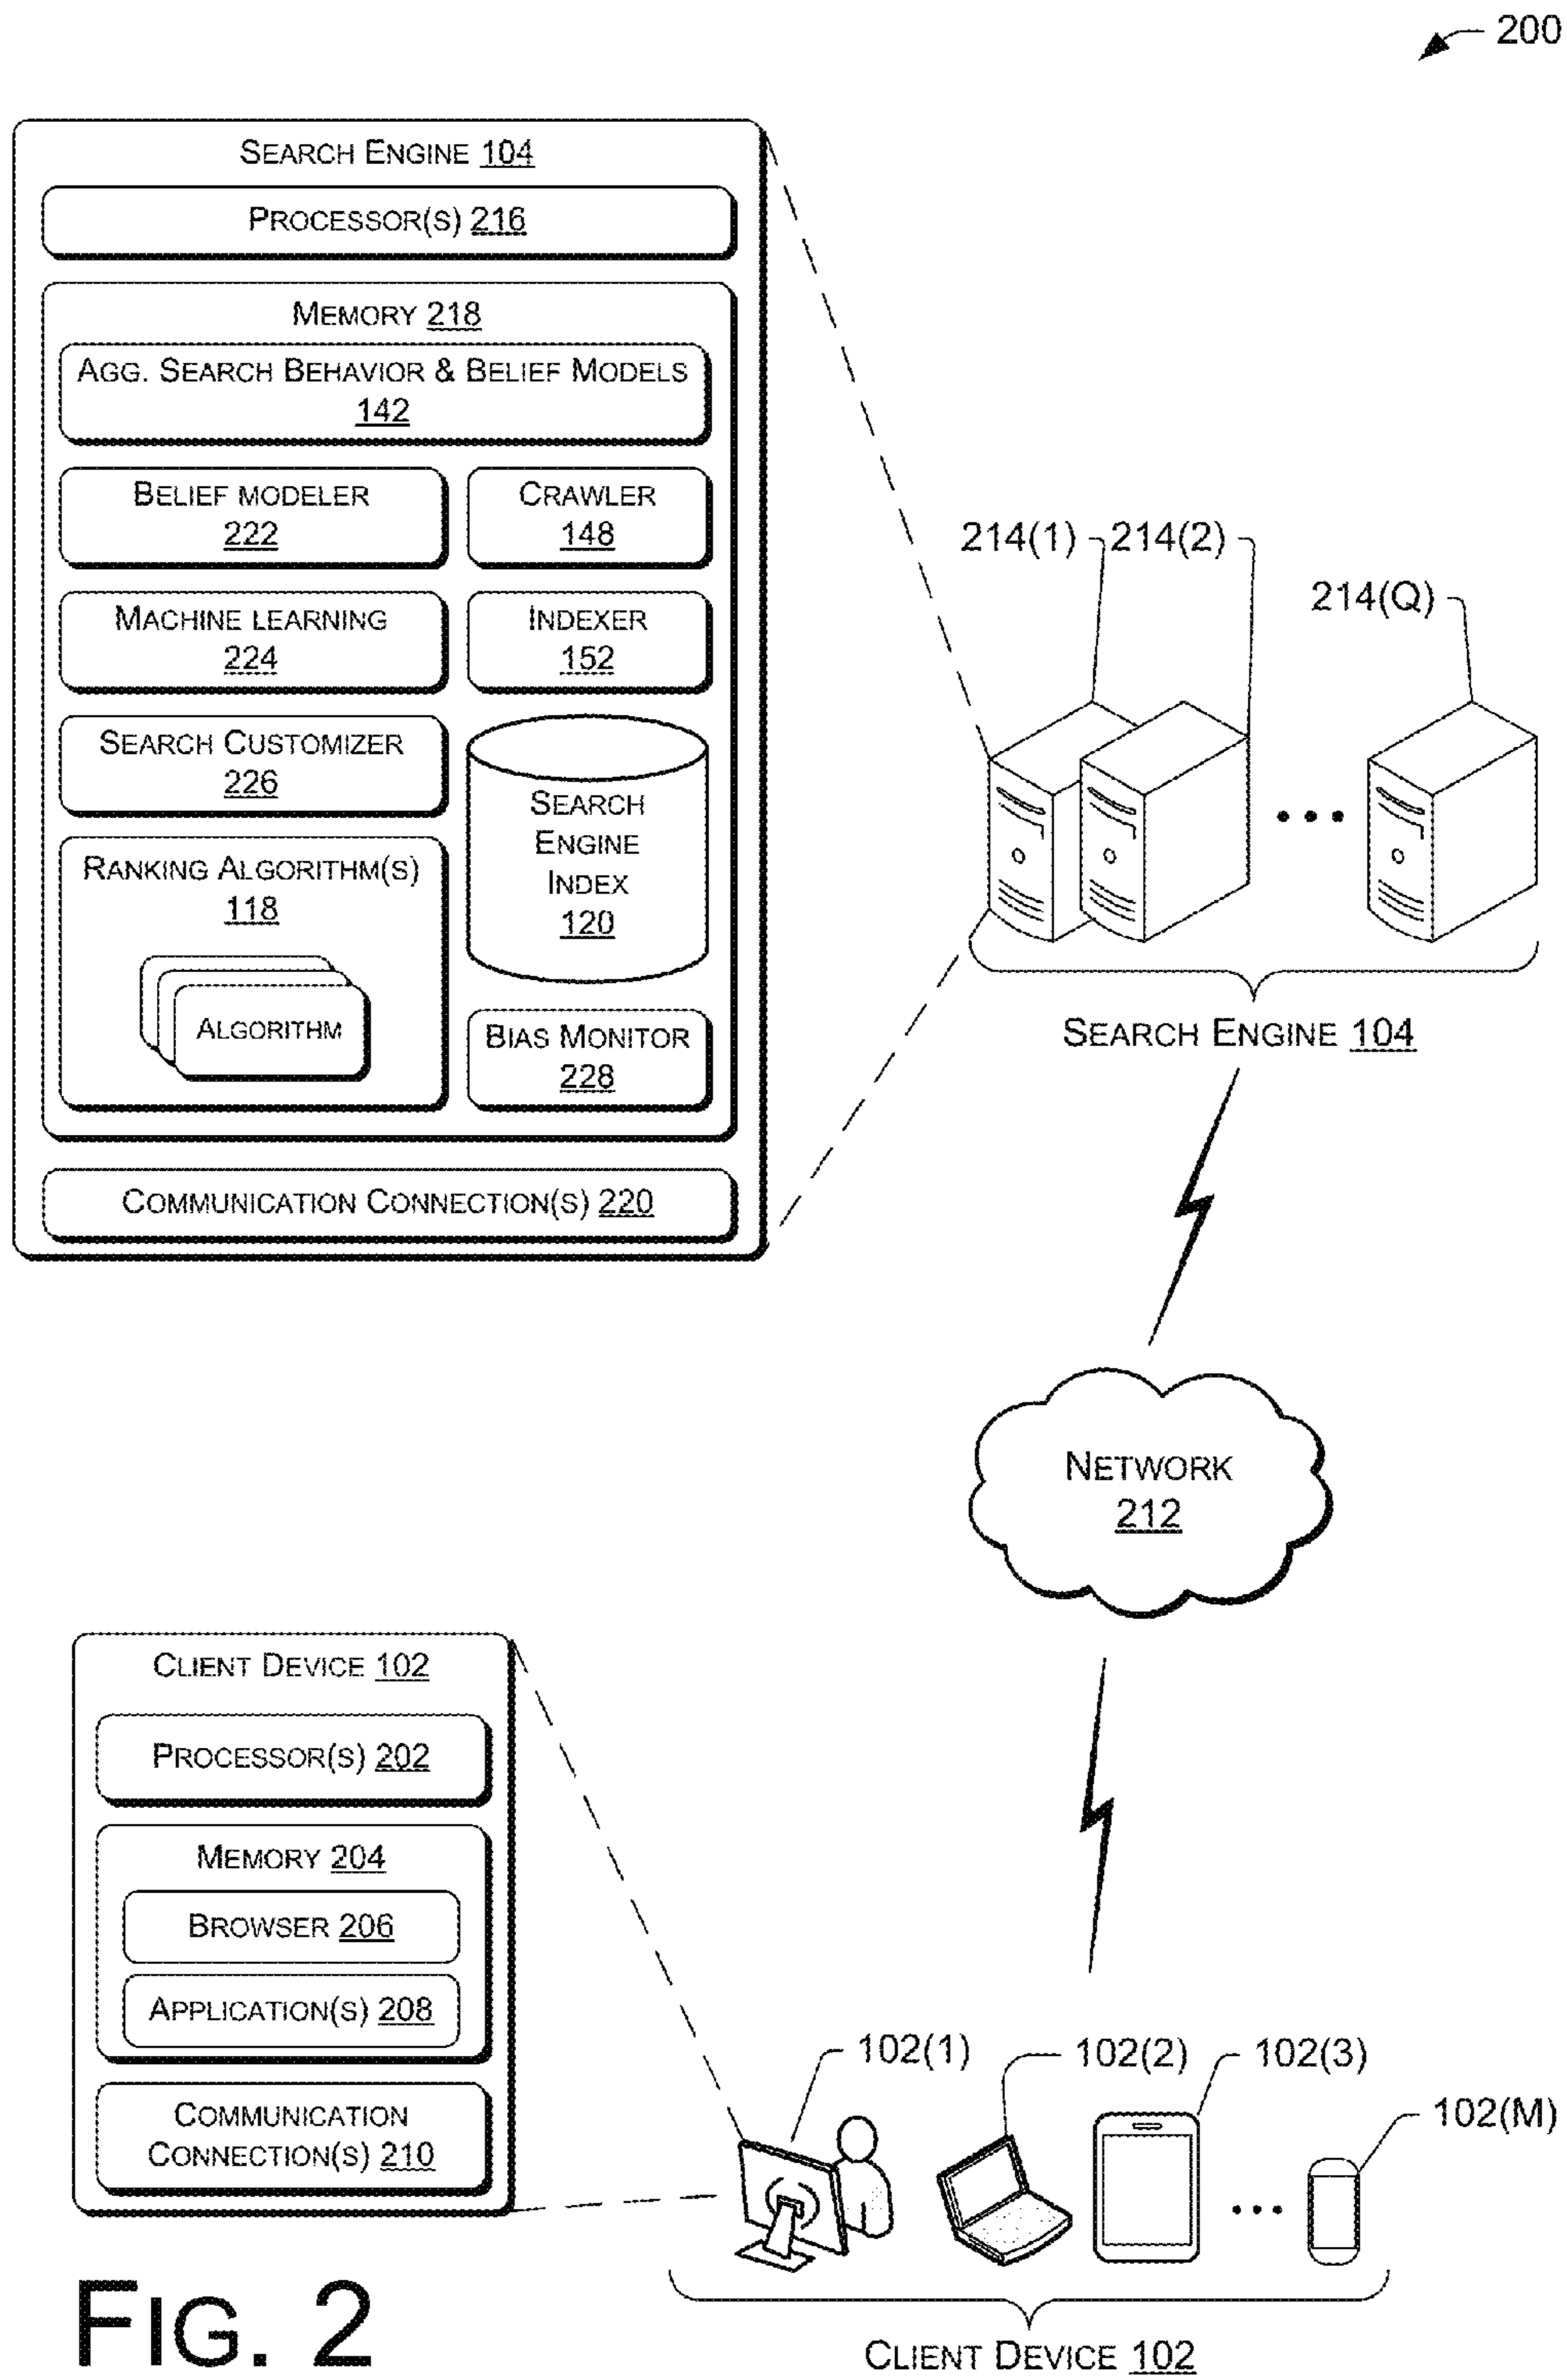 200
SEARCH ENGINE 104
PROCESSOR(S) 216
MEMORY 218
AGG. SEARCH BEHAVIOR & BELIEF MODELS
142
BELIEF MODELER
222
CRAWLER
148
MACHINE LEARNING
224
INDEXER
152
SEARCH CUSTOMIZER
226
SEARCH
ENGINE
INDEX
120
RANKING ALGORITHM(S)
118
ALGORITHM
BIAS MONITOR
228
COMMUNICATION CONNECTION(S) 220
214(1)
214(2)
214(Q)
SEARCH ENGINE 104
NETWORK
212
CLIENT DEVICE 102
PROCESSOR(S) 202
MEMORY 204
BROWSER 206
APPLICATION(S) 208
COMMUNICATION
CONNECTION(S) 210
102(1)
102(2)
102(3)
102(M)
CLIENT DEVICE 102
FIG. 2